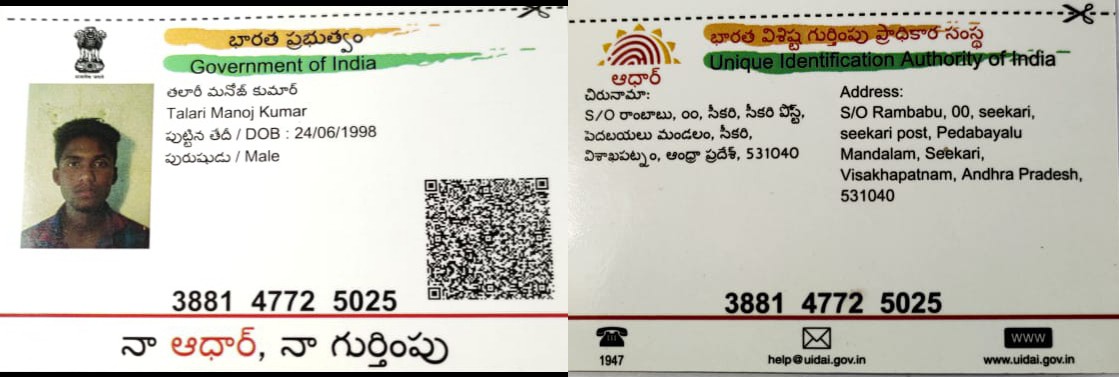 భారత ప్రభుత్వం
Government of India
తలారీ మనోజ్ కుమార్
Talari Manoj Kumar
పుట్టిన తేదీ / DOB : 24/06/1998
పురుషుడు / Male
3881 4772 5025
నా ఆధార్, నా గుర్తింపు
భారత విశిష్ట గుర్తింపు ప్రాధికార సంస్థ
Unique Identification Authority of India
ఆధార్
చిరునామా:
S/O రాంబాబు, 00, సీకరి, సీకరి పోస్ట్,
పెదబయలు మండలం, సీకరి,
విశాఖపట్నం, ఆంధ్రా ప్రదేశ్, 531040
Address:
S/O Rambabu, 00, seekari,
seekari post, Pedabayalu
Mandalam, Seekari,
Visakhapatnam, Andhra Pradesh,
531040
3881 4772 5025
1947
help@uidai.gov.in
WWW
www.uidai.gov.in